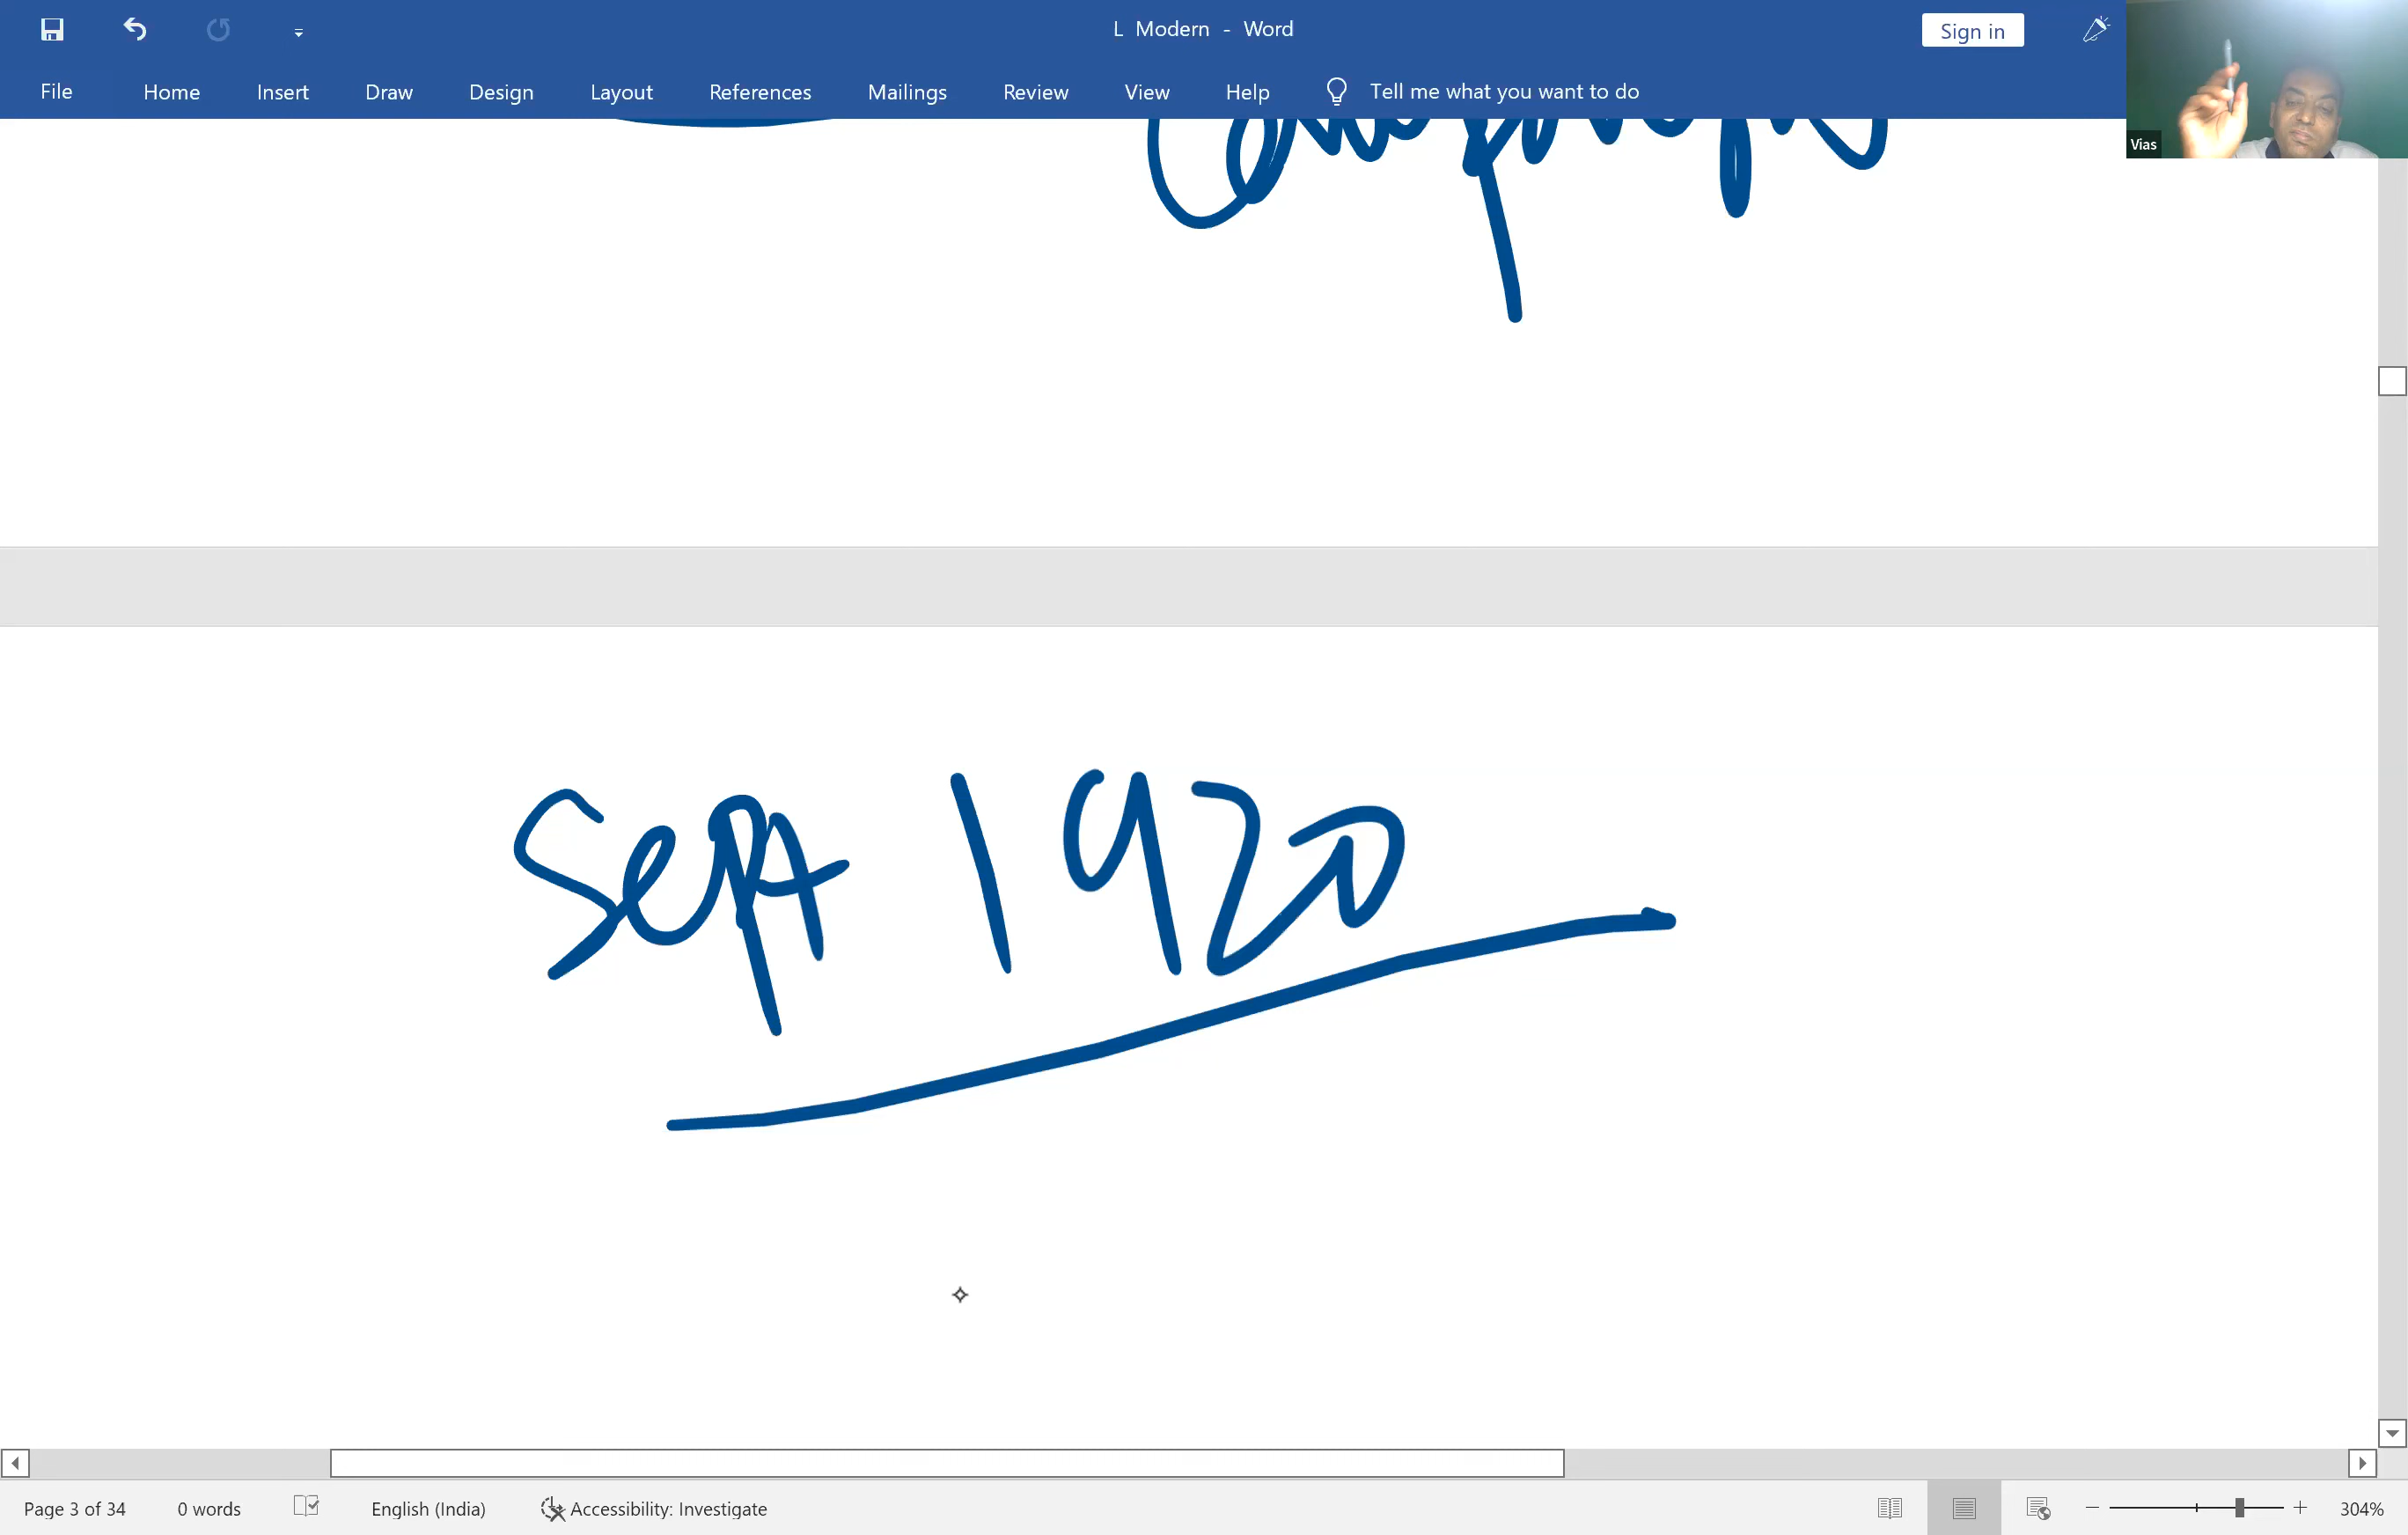 L Modern - Word
Sign in
File Home Insert Draw Design Layout References Mailings Review View Help Tell me what you want to do
Vias
Sept 1920
Page 3 of 34 0 words English (India) Accessibility: Investigate 304%